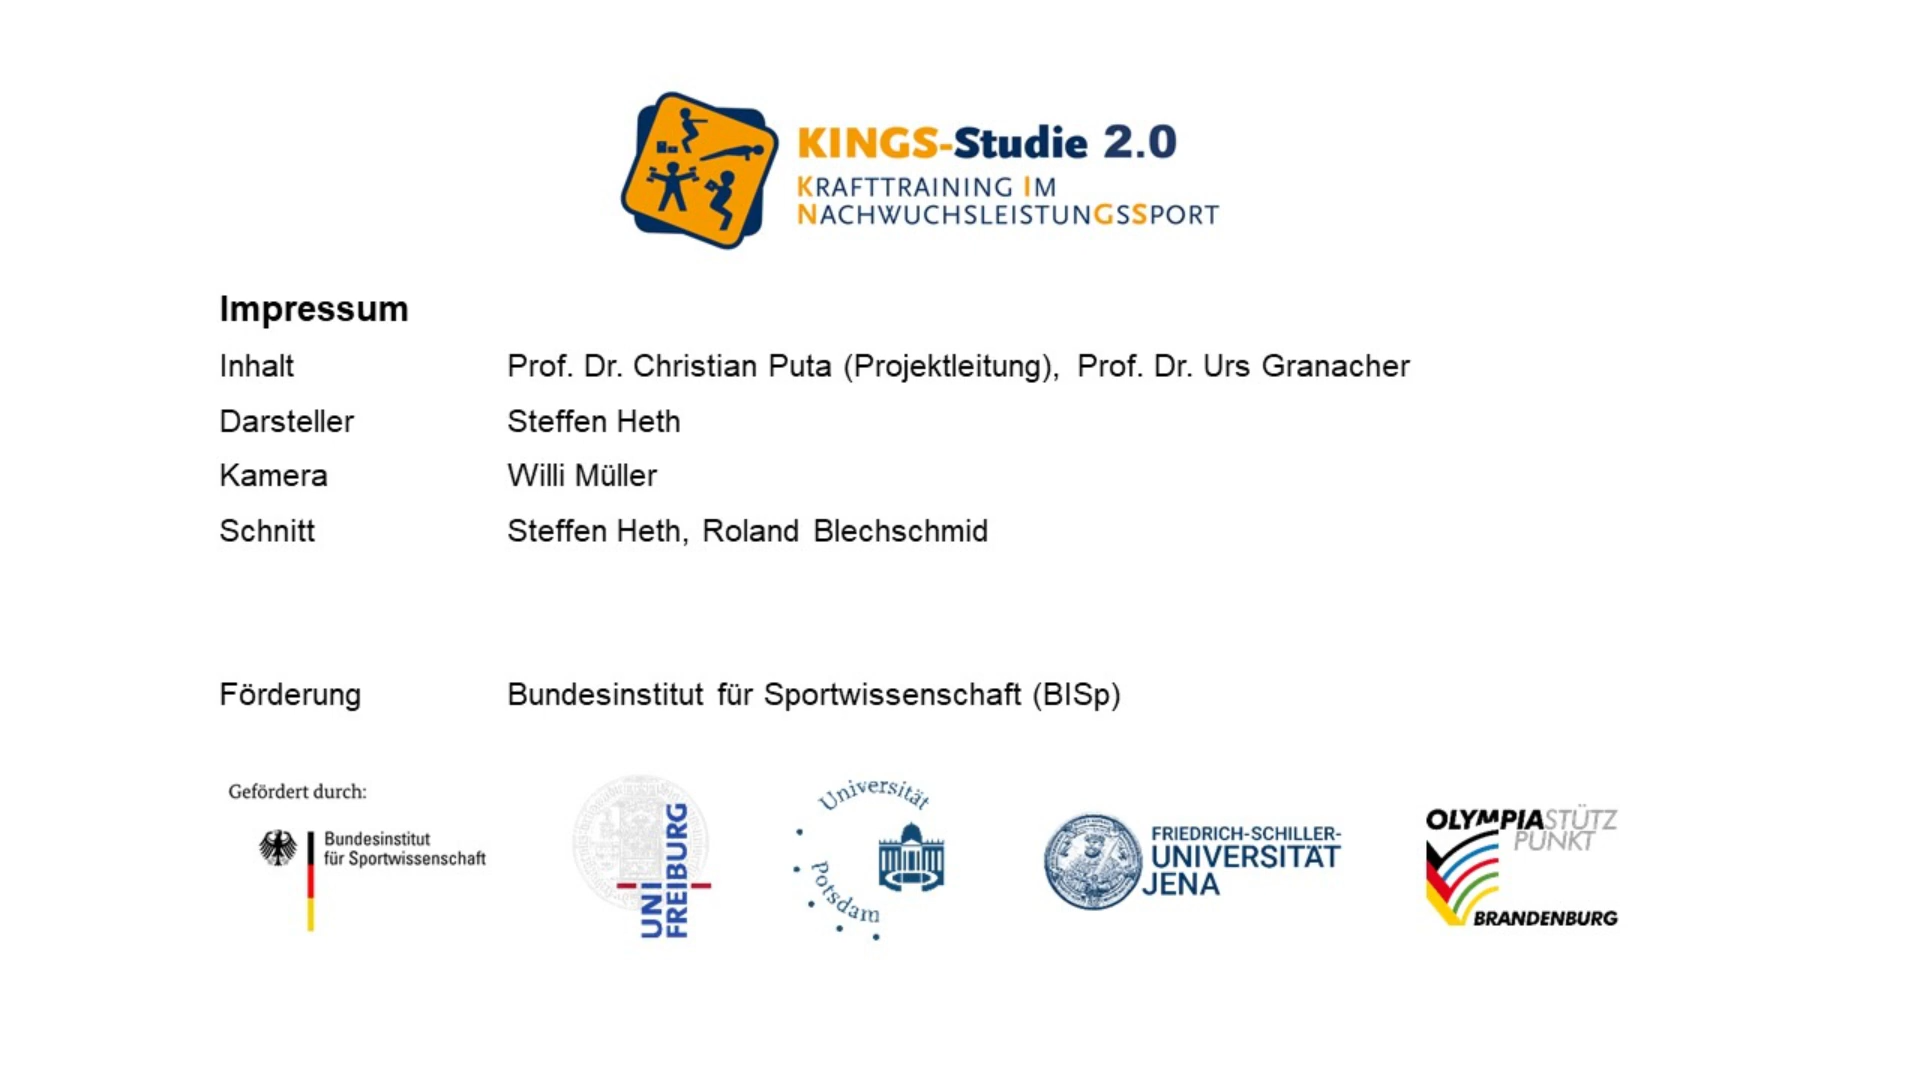 KINGS-Studie 2.0
KRAFTTRAINING IM
NACHWUCHSLEISTUNGSSPORT
Impressum
Inhalt Prof. Dr. Christian Puta (Projektleitung), Prof. Dr. Urs Granacher
Darsteller Steffen Heth
Kamera Willi Müller
Schnitt Steffen Heth, Roland Blechschmid
Förderung Bundesinstitut für Sportwissenschaft (BISp)
Gefördert durch:
Bundesinstitut
für Sportwissenschaft
UNI
FREIBURG
Universität
Potsdam
FRIEDRICH-SCHILLER-
UNIVERSITÄT
JENA
OLYMPIASTÜTZ
PUNKT
BRANDENBURG